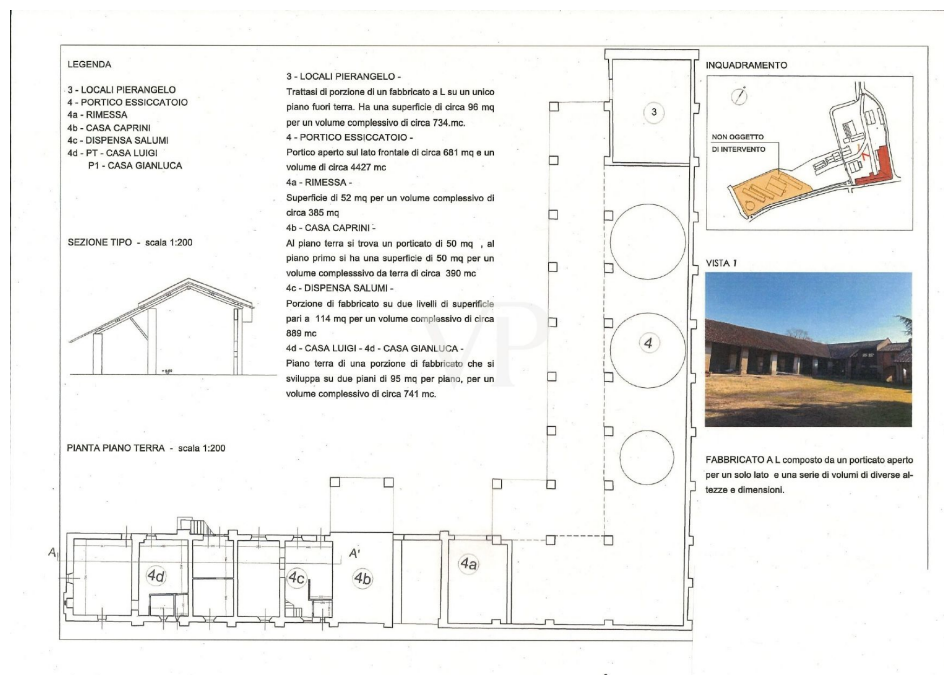 LEGENDA
3 - LOCALI PIERANGELO
4 - PORTICO ESSICCATOIO
4a - RIMESSA
4b - CASA CAPRINI
4c - DISPENSA SALUMI
4d - PT - CASA LUIGI
P1 - CASA GIANLUCA
SEZIONE TIPO - scala 1:200
3 - LOCALI PIERANGELO -
Trattasi di porzione di un fabbricato a L su un unico
piano fuori terra. Ha una superficie di circa 96 mq
per un volume complessivo di circa 734.mc.
4 - PORTICO ESSICCATOIO -
Portico aperto sul lato frontale di circa 681 mq e un
volume di circa 4427 mc
4a - RIMESSA -
Superficie di 52 mq per un volume complessivo di
circa 385 mq
4b - CASA CAPRINI -
Al piano terra si trova un porticato di 50 mq , al
piano primo si ha una superficie di 50 mq per un
volume complesssivo da terra di circa 390 mc
4c - DISPENSA SALUMI -
Porzione di fabbricato su due livelli di superificie
pari a 114 mq per un volume complessivo di circa
889 mc
4d - CASA LUIGI - 4d - CASA GIANLUCA -
Piano terra di una porzione di fabbricato che si
sviluppa su due piani di 95 mq per piano, per un
volume complessivo di circa 741 mc.
VP
PIANTA PIANO TERRA - scala 1:200
3
4
A
4d
4c
A'
4b
4a
INQUADRAMENTO
NON OGGETTO
DI INTERVENTO
VISTA 1
FABBRICATO A L composto da un porticato aperto
per un solo lato e una serie di volumi di diverse al-
tezze e dimensioni.